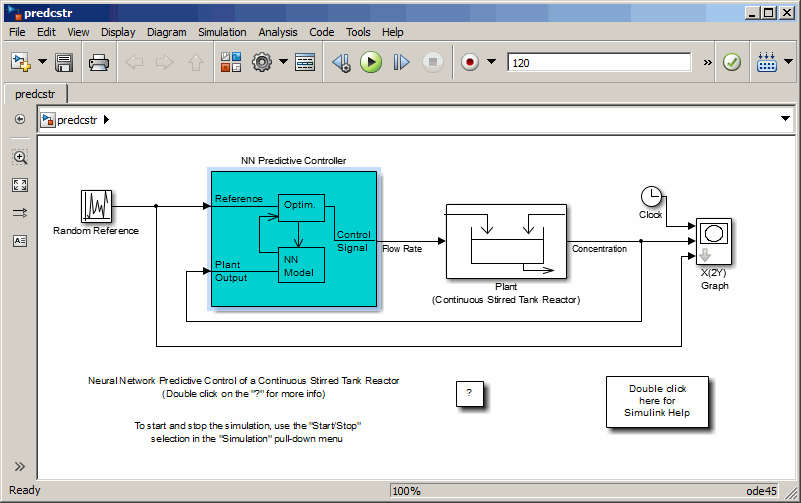 predcstr
File Edit View Display Diagram Simulation Analysis Code Tools Help
120
»
predcstr
predcstr
NN Predictive Controller
Reference
Optim.
Control
Signal
NN
Model
Plant
Output
Random Reference
Flow Rate
Concentration
Plant
(Continuous Stirred Tank Reactor)
Clock
X(2Y)
Graph
Neural Network Predictive Control of a Continuous Stirred Tank Reactor
(Double click on the "?" for more info)
To start and stop the simulation, use the "Start/Stop"
selection in the "Simulation" pull-down menu
?
Double click
here for
Simulink Help
A
»
Ready
100%
ode45